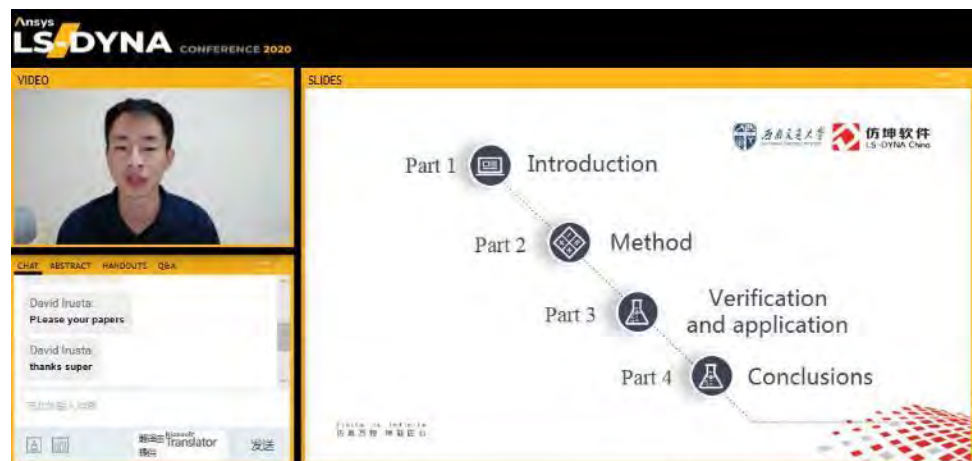 Ansys
LS-DYNA CONFERENCE 2020
VIDEO
SLIDES
西南交通大学
仿坤软件
LS-DYNA China
Part 1 Introduction
Part 2 Method
Part 3 Verification
and application
Part 4 Conclusions
CHAT ABSTRACT HANDOUTS Q&A
David Irusta:
PLease your papers
David Irusta:
thanks super
Microsoft
Translator
发送